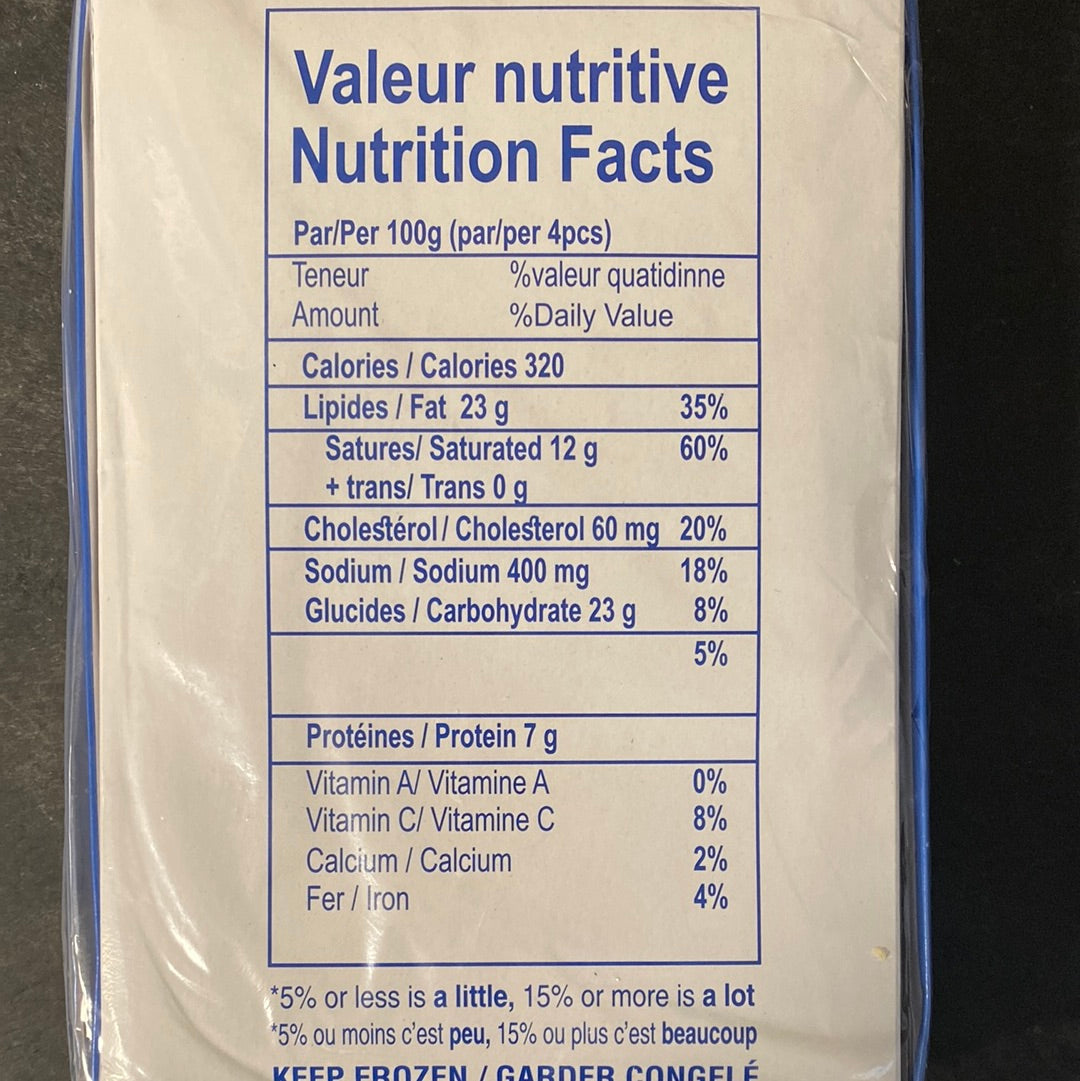 Valeur nutritive
Nutrition Facts
Par/Per 100g (par/per 4pcs)
Teneur %valeur quatidinne
Amount %Daily Value
Calories / Calories 320
Lipides / Fat 23 g 35%
Satures/ Saturated 12 g 60%
+ trans/ Trans 0 g
Cholestérol / Cholesterol 60 mg 20%
Sodium / Sodium 400 mg 18%
Glucides / Carbohydrate 23 g 8%
5%
Protéines / Protein 7 g
Vitamin A/ Vitamine A 0%
Vitamin C/ Vitamine C 8%
Calcium / Calcium 2%
Fer / Iron 4%
*5% or less is a little, 15% or more is a lot
*5% ou moins c'est peu, 15% ou plus c'est beaucoup
KEEP FROZEN / GARDER CONGELÉ